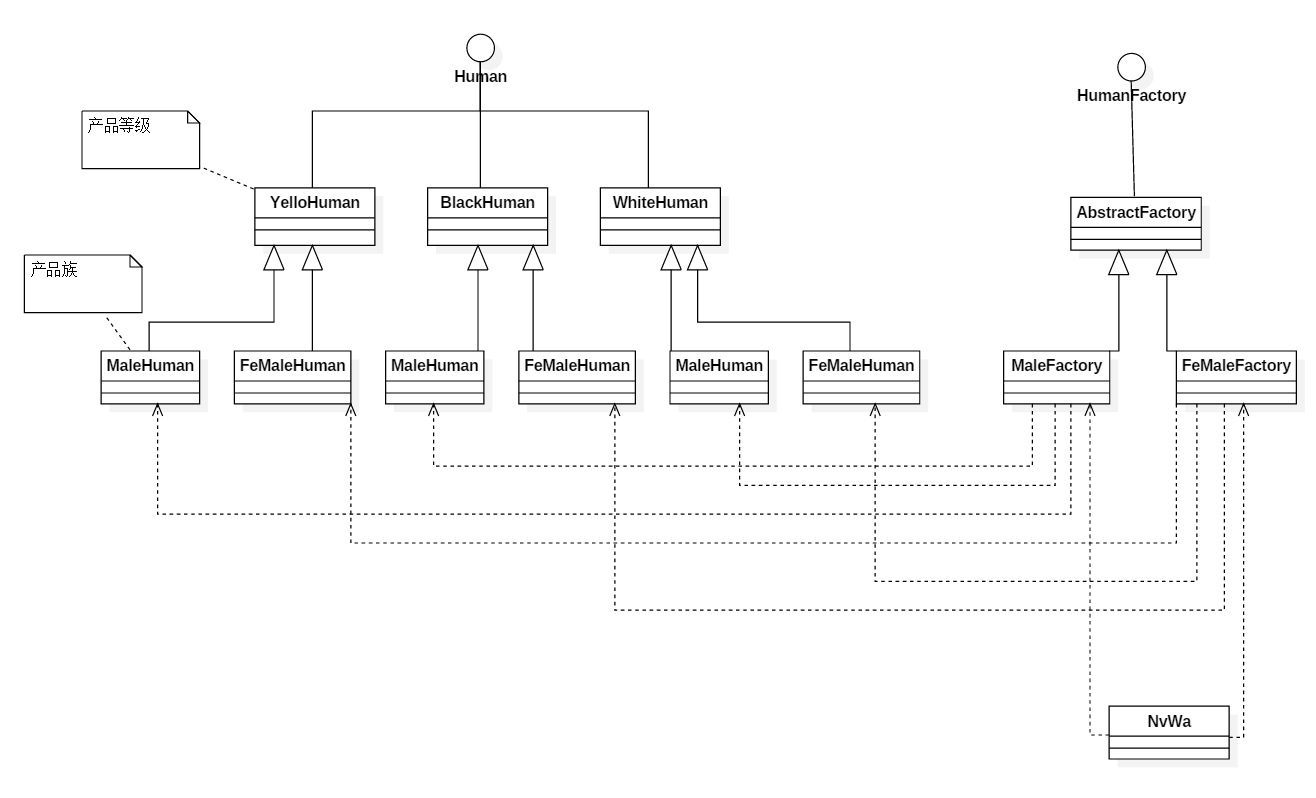 Human
HumanFactory
产品等级
YelloHuman
BlackHuman
WhiteHuman
AbstractFactory
产品族
MaleHuman
FeMaleHuman
MaleHuman
FeMaleHuman
MaleHuman
FeMaleHuman
MaleFactory
FeMaleFactory
NvWa